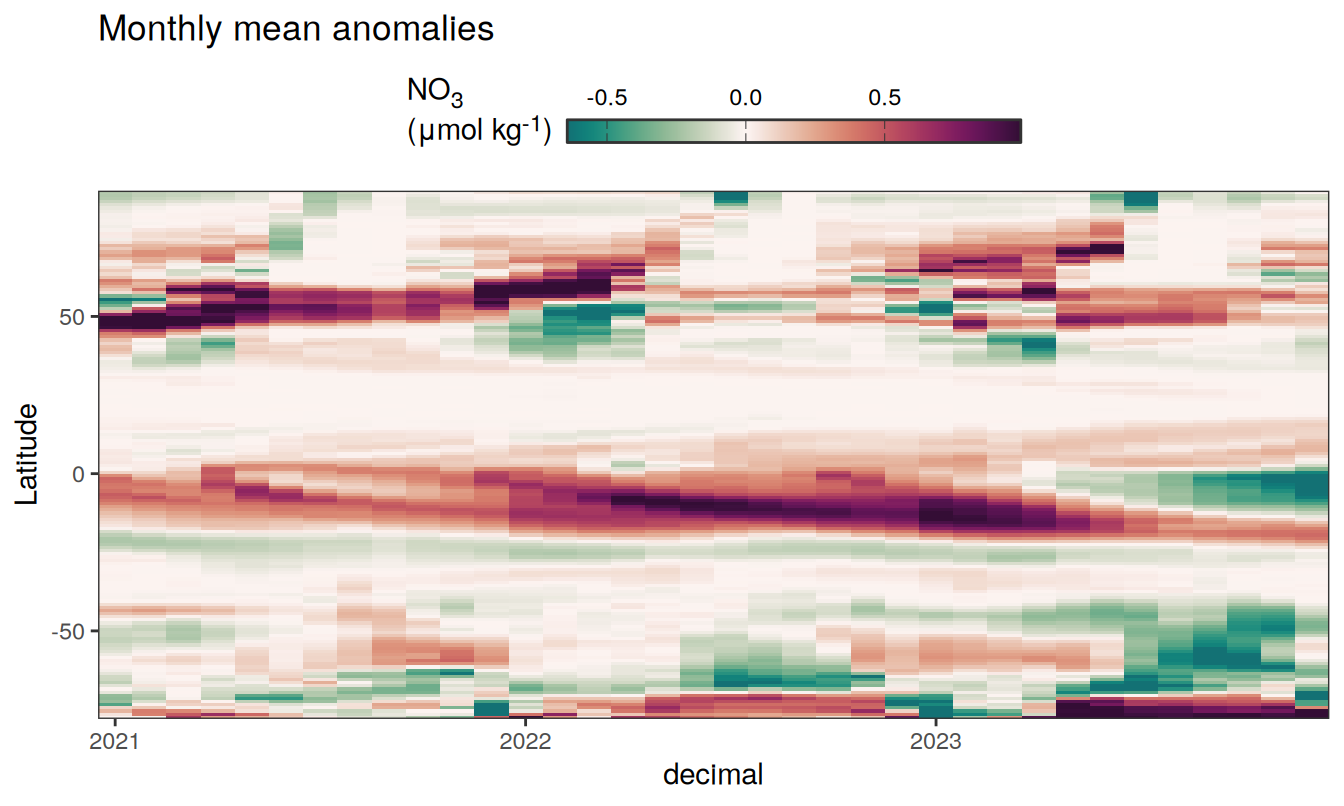 Monthly mean anomalies
NO₃
(μmol kg⁻¹)
-0.5 0.0 0.5
Latitude
50
0
-50
2021 2022 2023
decimal